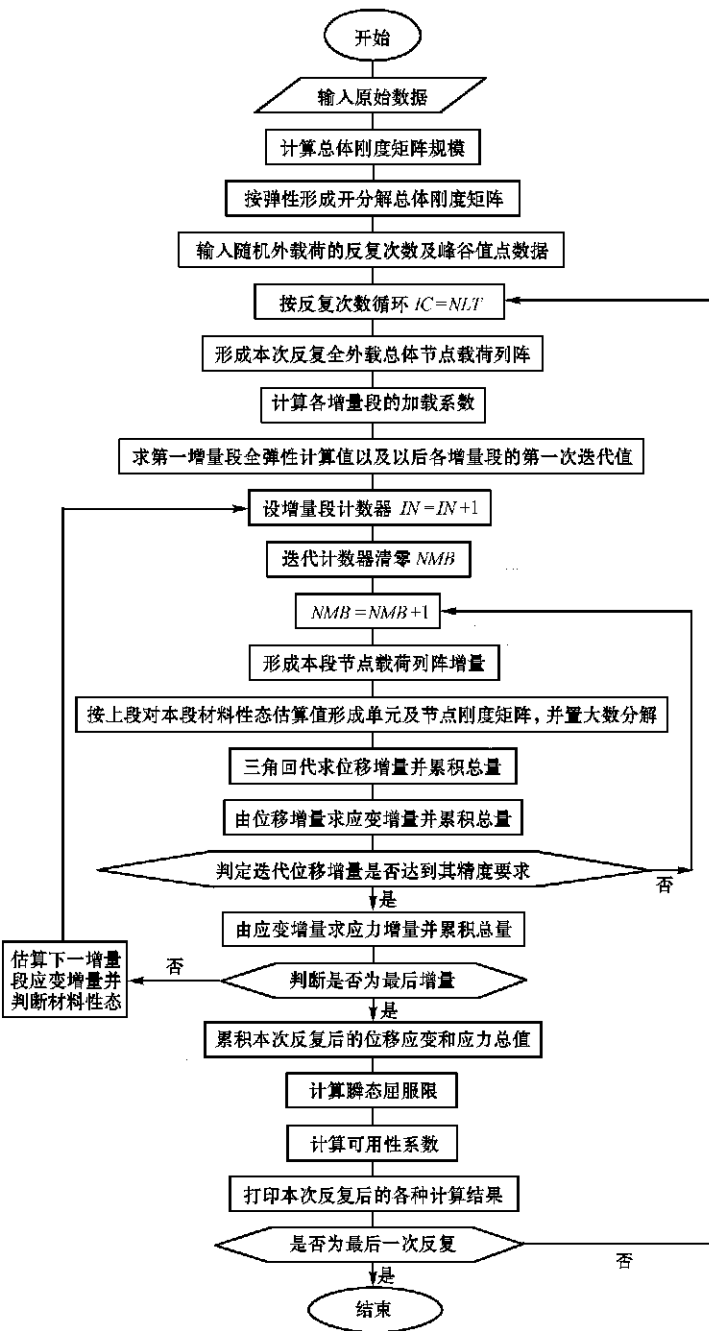 开始
输入原始数据
计算总体刚度矩阵规模
按弹性形成开分解总体刚度矩阵
输入随机外载荷的反复次数及峰谷值点数据
按反复次数循环 IC=NLT
形成本次反复全外载总体节点载荷列阵
计算各增量段的加载系数
求第一增量段全弹性计算值以及以后各增量段的第一次迭代值
设增量段计数器 IN=IN+1
迭代计数器清零 NMB
NMB=NMB+1
形成本段节点载荷列阵增量
按上段对本段材料性态估算值形成单元及节点刚度矩阵，并置大数分解
三角回代求位移增量并累积总量
由位移增量求应变增量并累积总量
判定迭代位移增量是否达到其精度要求
否
是
由应变增量求应力增量并累积总量
估算下一增量
段应变增量并
判断材料性态
否
判断是否为最后增量
是
累积本次反复后的位移应变和应力总值
计算瞬态屈服限
计算可用性系数
打印本次反复后的各种计算结果
是否为最后一次反复
否
是
结束